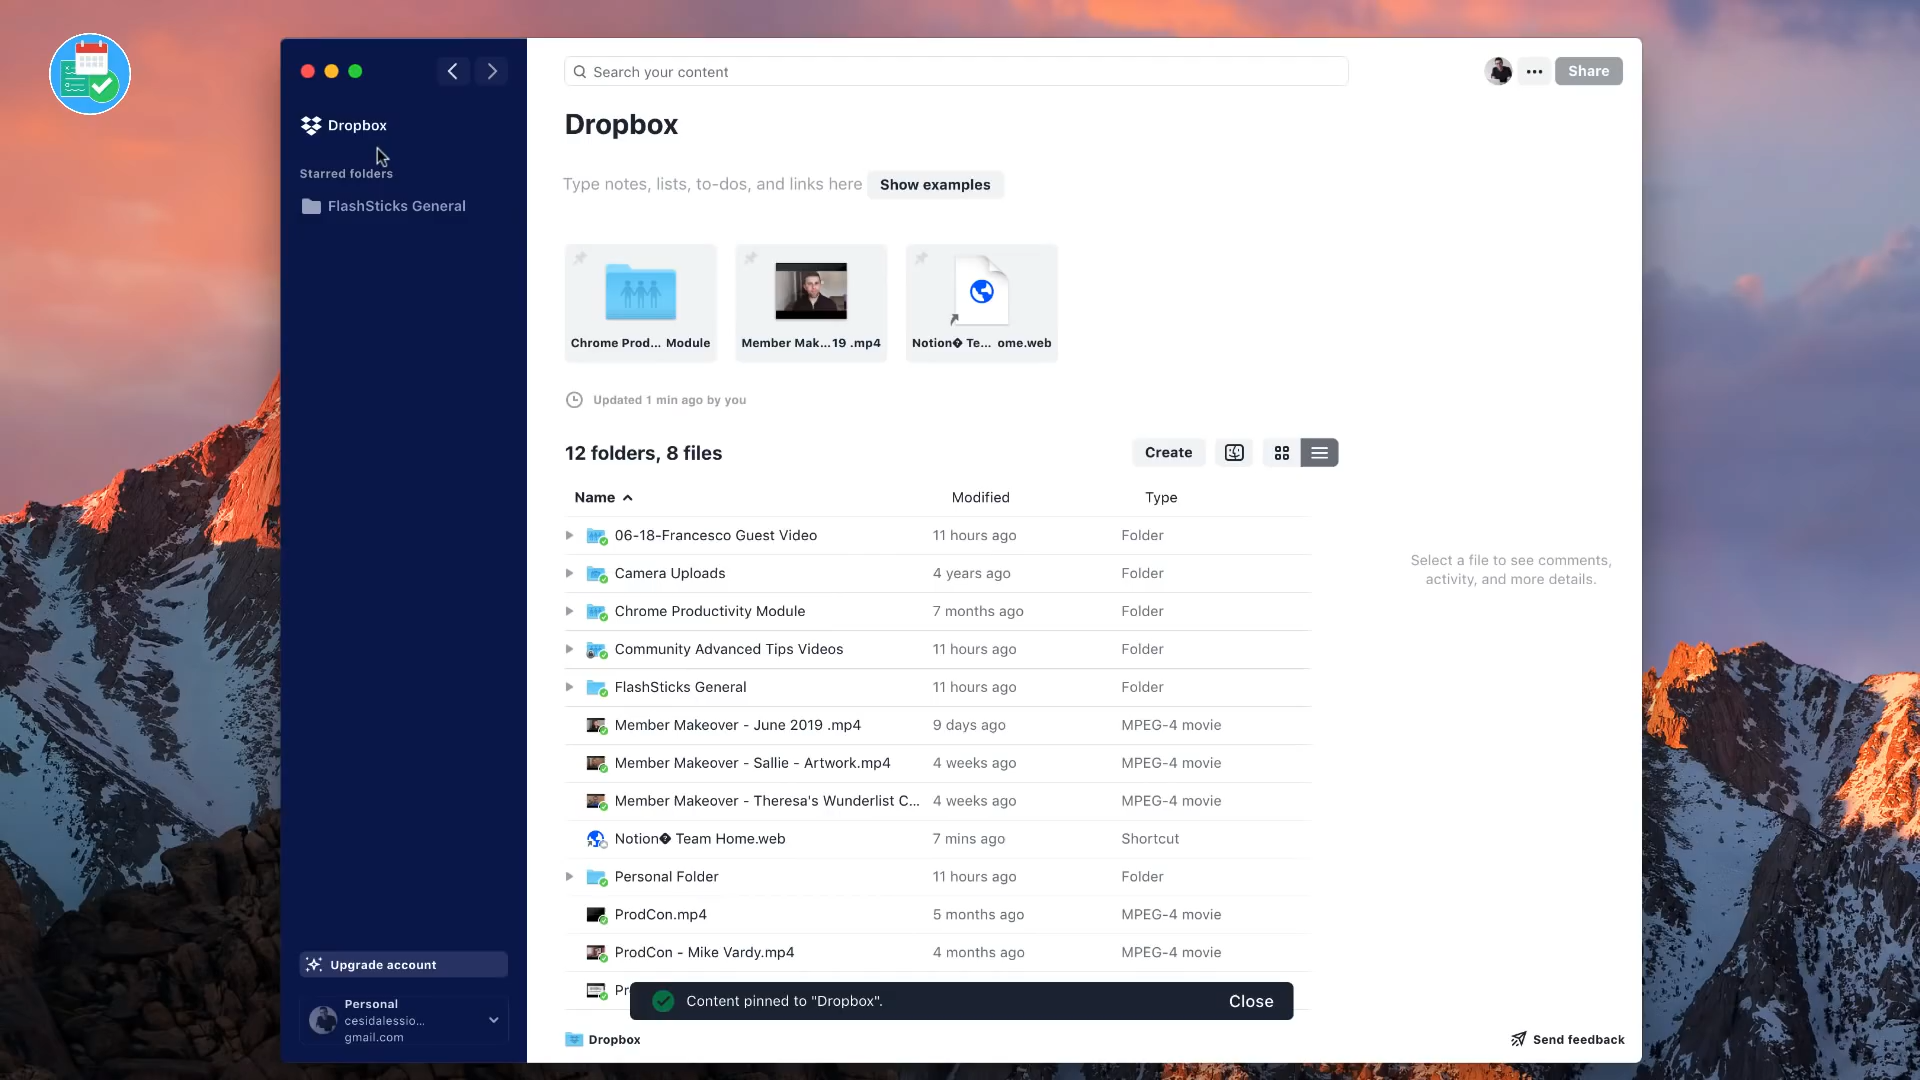 Search your content
Share
Dropbox
Starred folders
FlashSticks General
Dropbox
Type notes, lists, to-dos, and links here
Show examples
Chrome Prod... Module
Member Mak...19 .mp4
Notion� Te... ome.web
Updated 1 min ago by you
12 folders, 8 files
Create
Name Modified Type
06-18-Francesco Guest Video 11 hours ago Folder
Camera Uploads 4 years ago Folder
Chrome Productivity Module 7 months ago Folder
Community Advanced Tips Videos 11 hours ago Folder
FlashSticks General 11 hours ago Folder
Member Makeover - June 2019 .mp4 9 days ago MPEG-4 movie
Member Makeover - Sallie - Artwork.mp4 4 weeks ago MPEG-4 movie
Member Makeover - Theresa's Wunderlist C... 4 weeks ago MPEG-4 movie
Notion� Team Home.web 7 mins ago Shortcut
Personal Folder 11 hours ago Folder
ProdCon.mp4 5 months ago MPEG-4 movie
ProdCon - Mike Vardy.mp4 4 months ago MPEG-4 movie
Pr
Select a file to see comments,
activity, and more details.
Content pinned to "Dropbox".
Close
Upgrade account
Personal
cesidalessio...
gmail.com
Dropbox
Send feedback